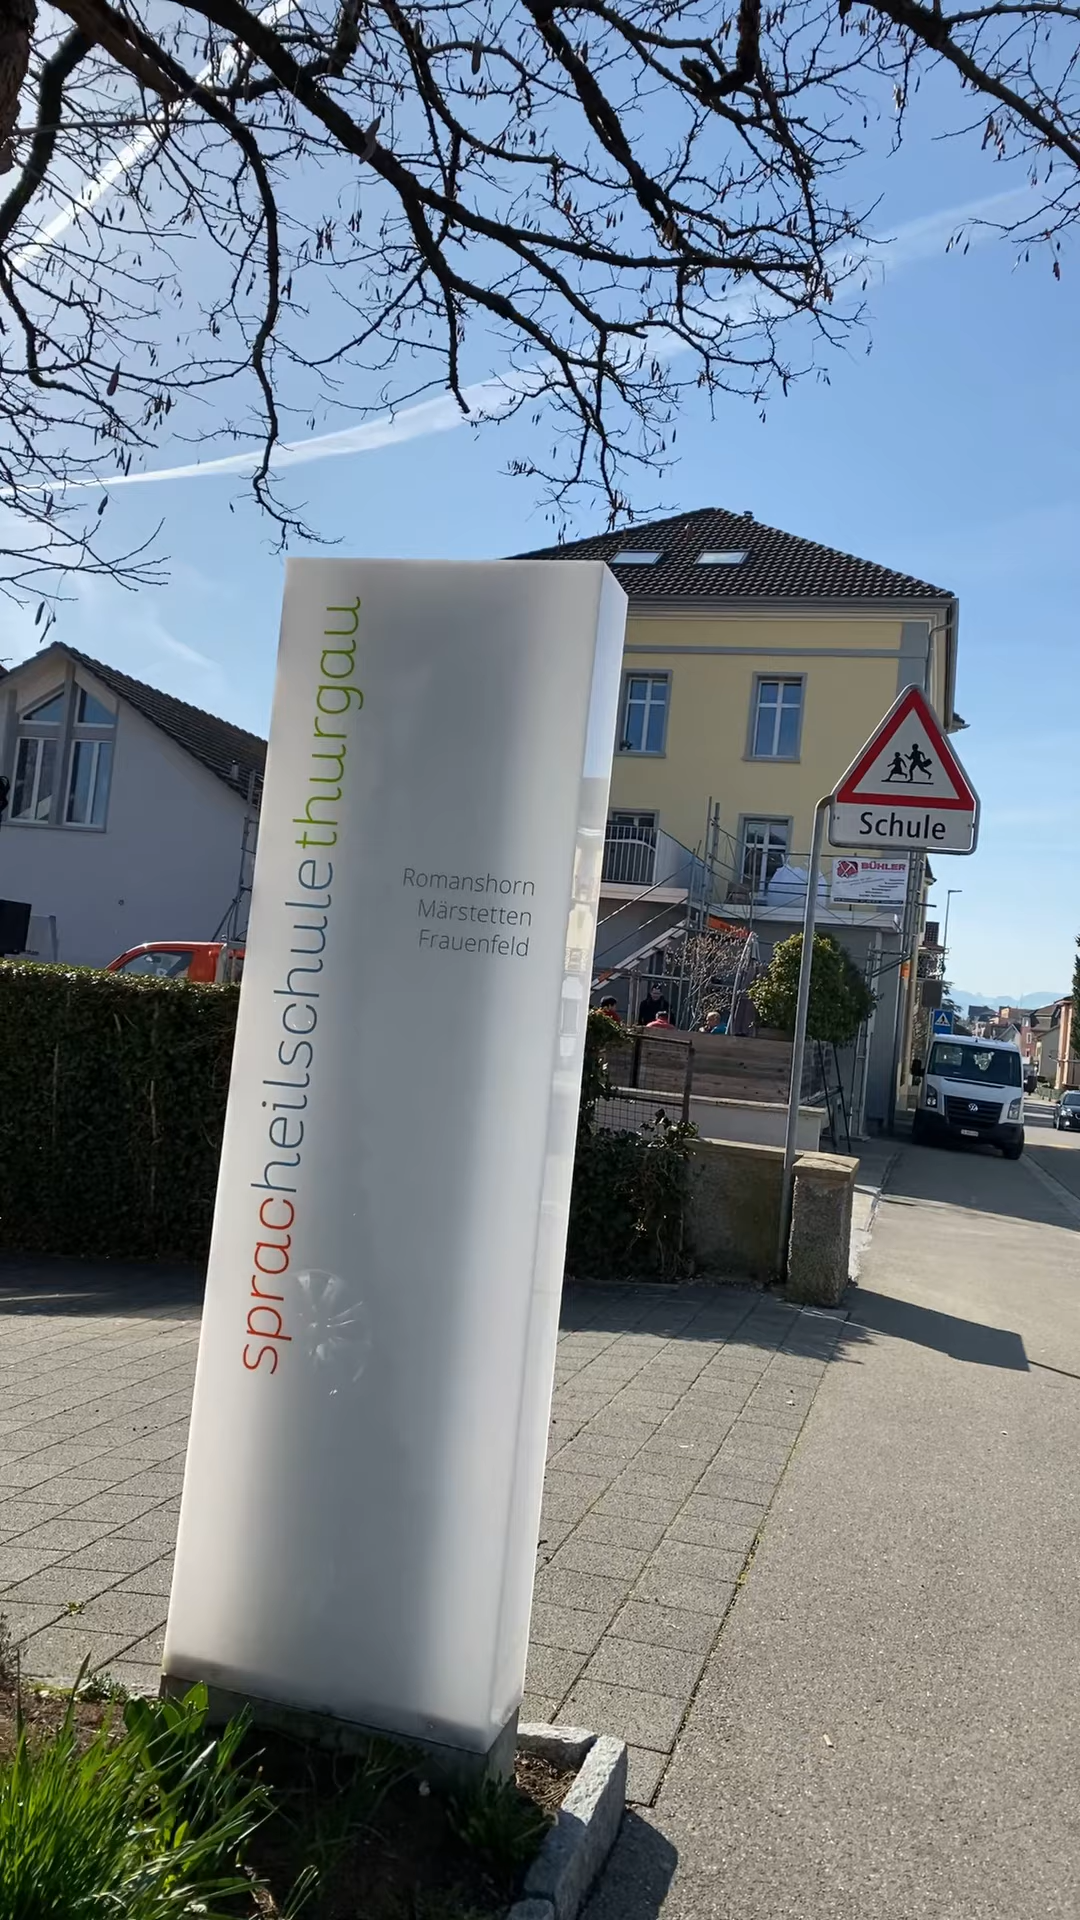 sprachheilschulethurgau
Romanshorn
Märstetten
Frauenfeld
Schule
BÜHLER